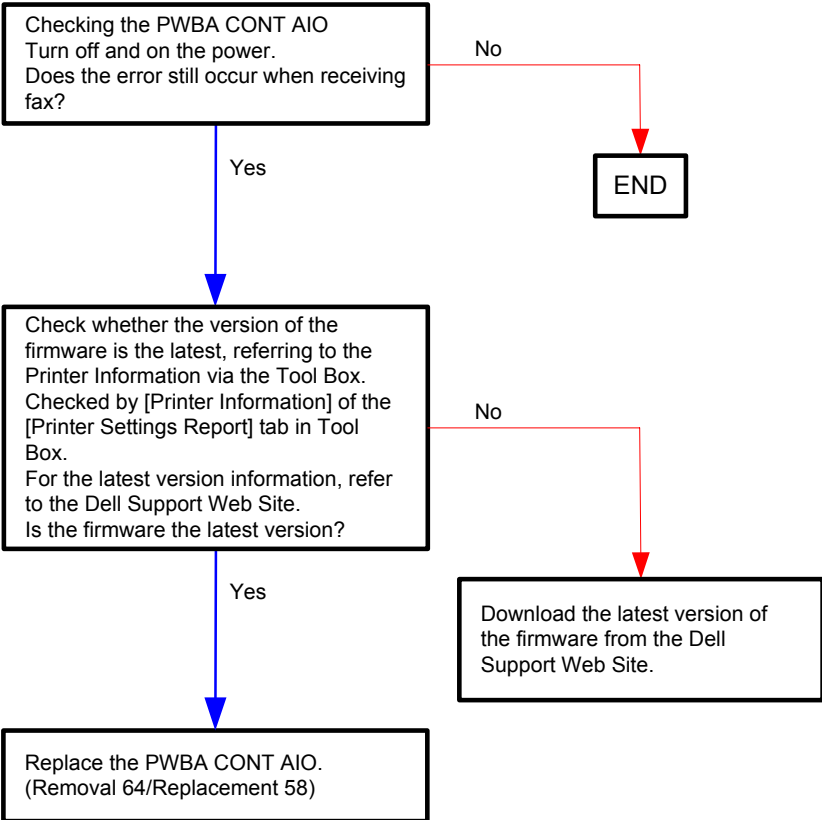 Checking the PWBA CONT AIO
Turn off and on the power.
Does the error still occur when receiving
fax?
No
END
Yes
Check whether the version of the
firmware is the latest, referring to the
Printer Information via the Tool Box.
Checked by [Printer Information] of the
[Printer Settings Report] tab in Tool
Box.
For the latest version information, refer
to the Dell Support Web Site.
Is the firmware the latest version?
No
Yes
Download the latest version of
the firmware from the Dell
Support Web Site.
Replace the PWBA CONT AIO.
(Removal 64/Replacement 58)